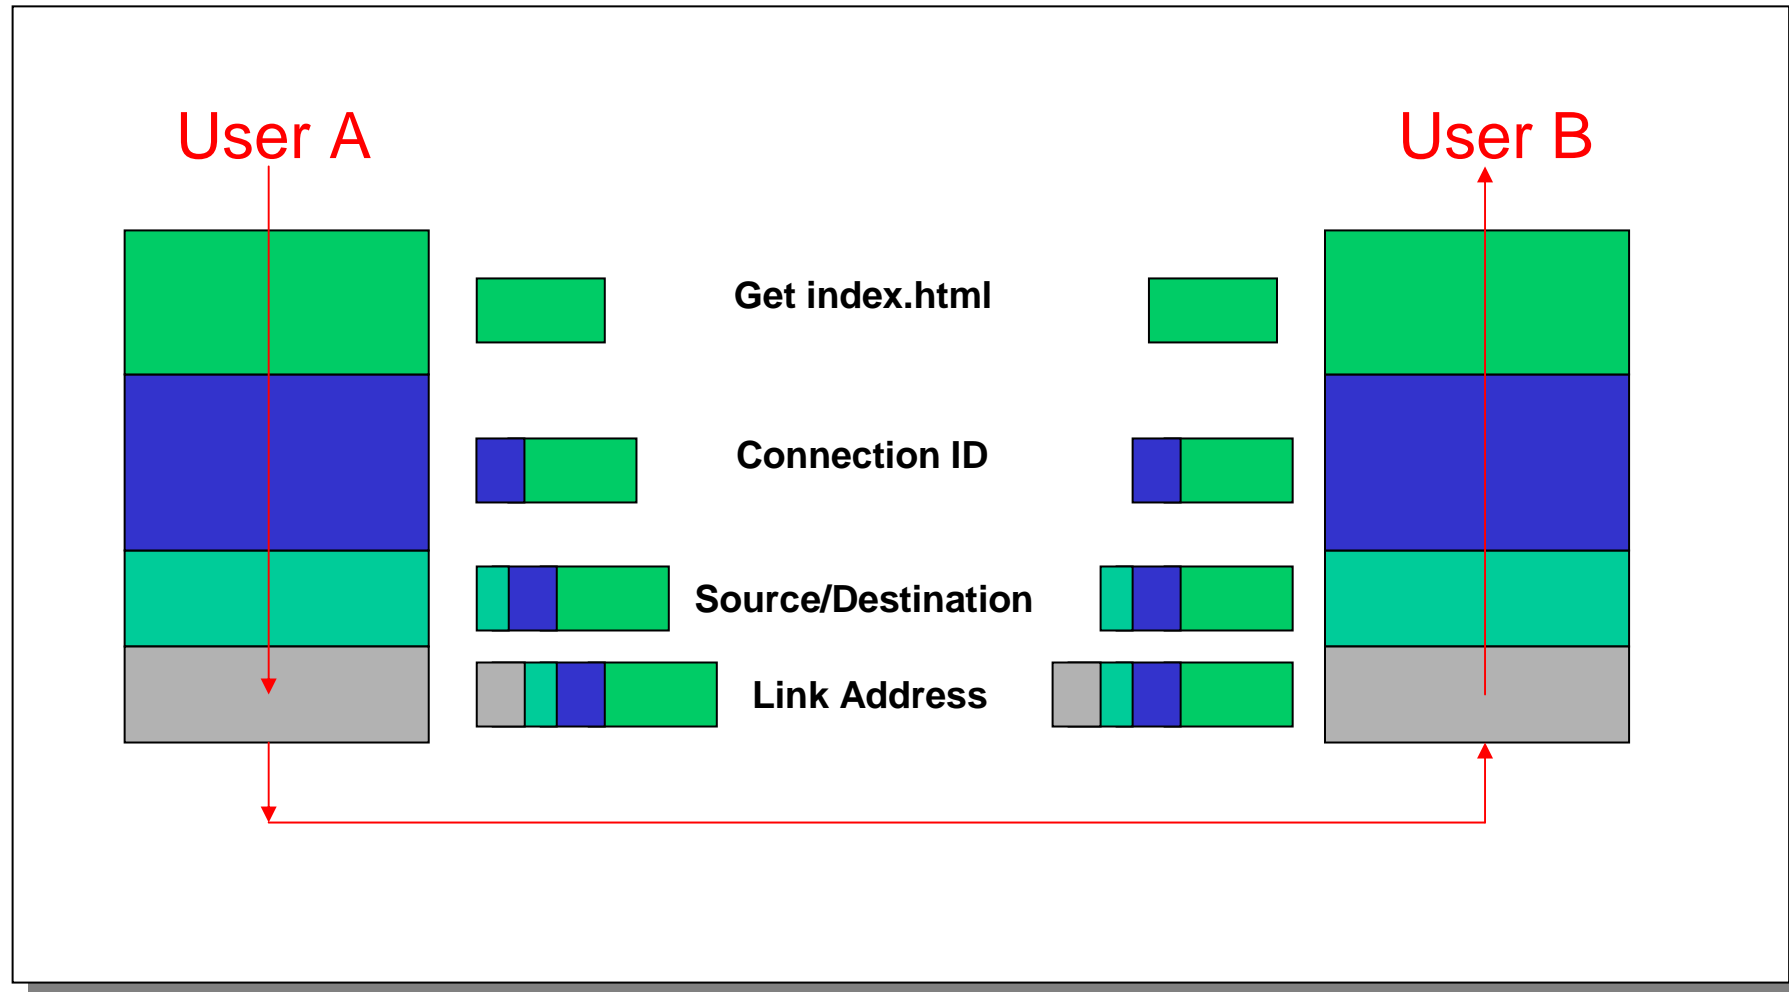 User A
User B
Get index.html
Connection ID
Source/Destination
Link Address